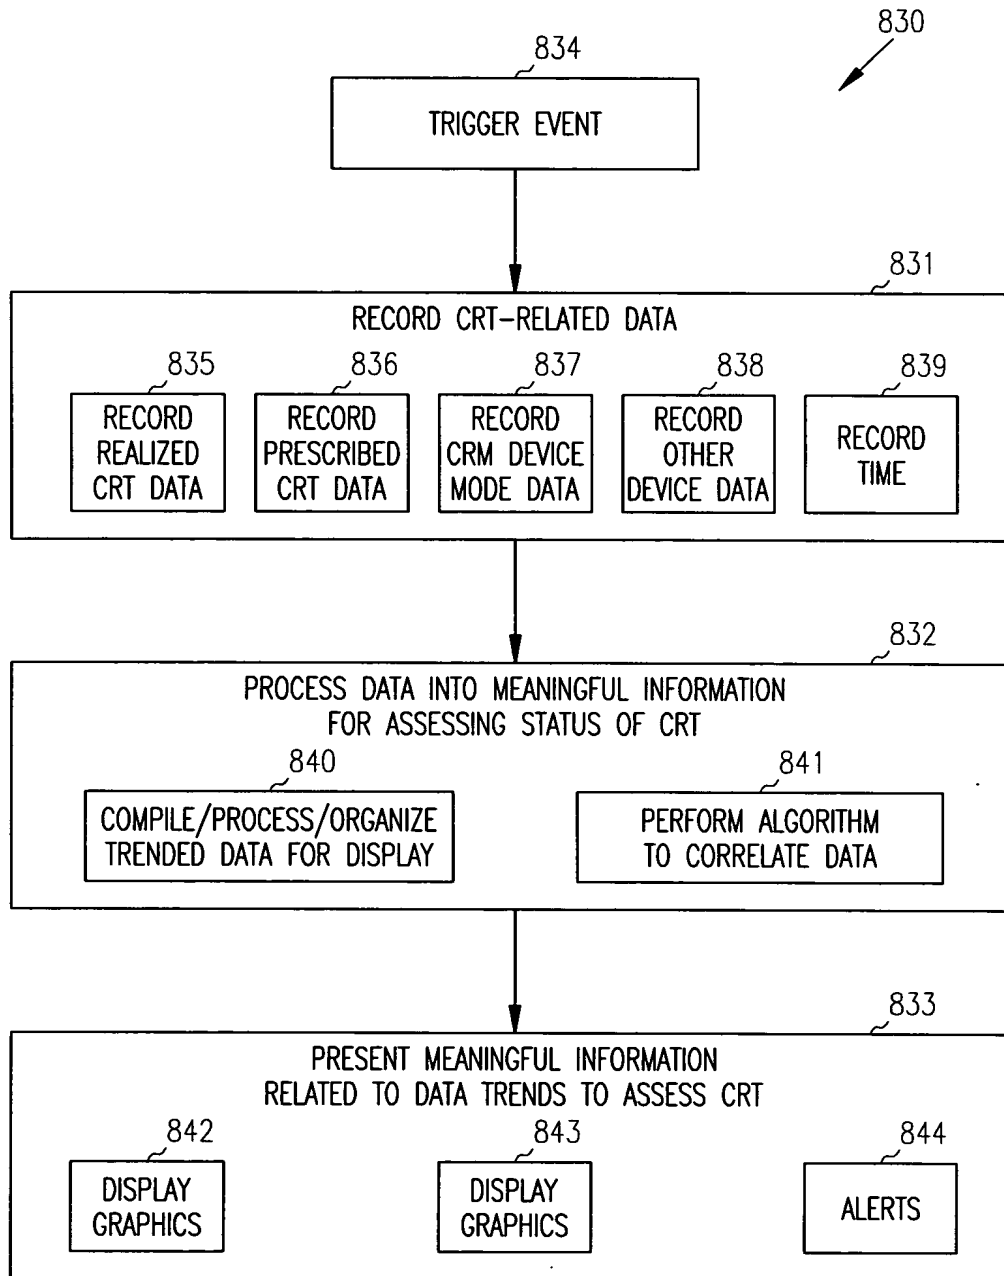 830
834
TRIGGER EVENT
831
RECORD CRT-RELATED DATA
835
RECORD
REALIZED
CRT DATA
836
RECORD
PRESCRIBED
CRT DATA
837
RECORD
CRM DEVICE
MODE DATA
838
RECORD
OTHER
DEVICE DATA
839
RECORD
TIME
832
PROCESS DATA INTO MEANINGFUL INFORMATION
FOR ASSESSING STATUS OF CRT
840
COMPILE/PROCESS/ORGANIZE
TRENDED DATA FOR DISPLAY
841
PERFORM ALGORITHM
TO CORRELATE DATA
833
PRESENT MEANINGFUL INFORMATION
RELATED TO DATA TRENDS TO ASSESS CRT
842
DISPLAY
GRAPHICS
843
DISPLAY
GRAPHICS
844
ALERTS